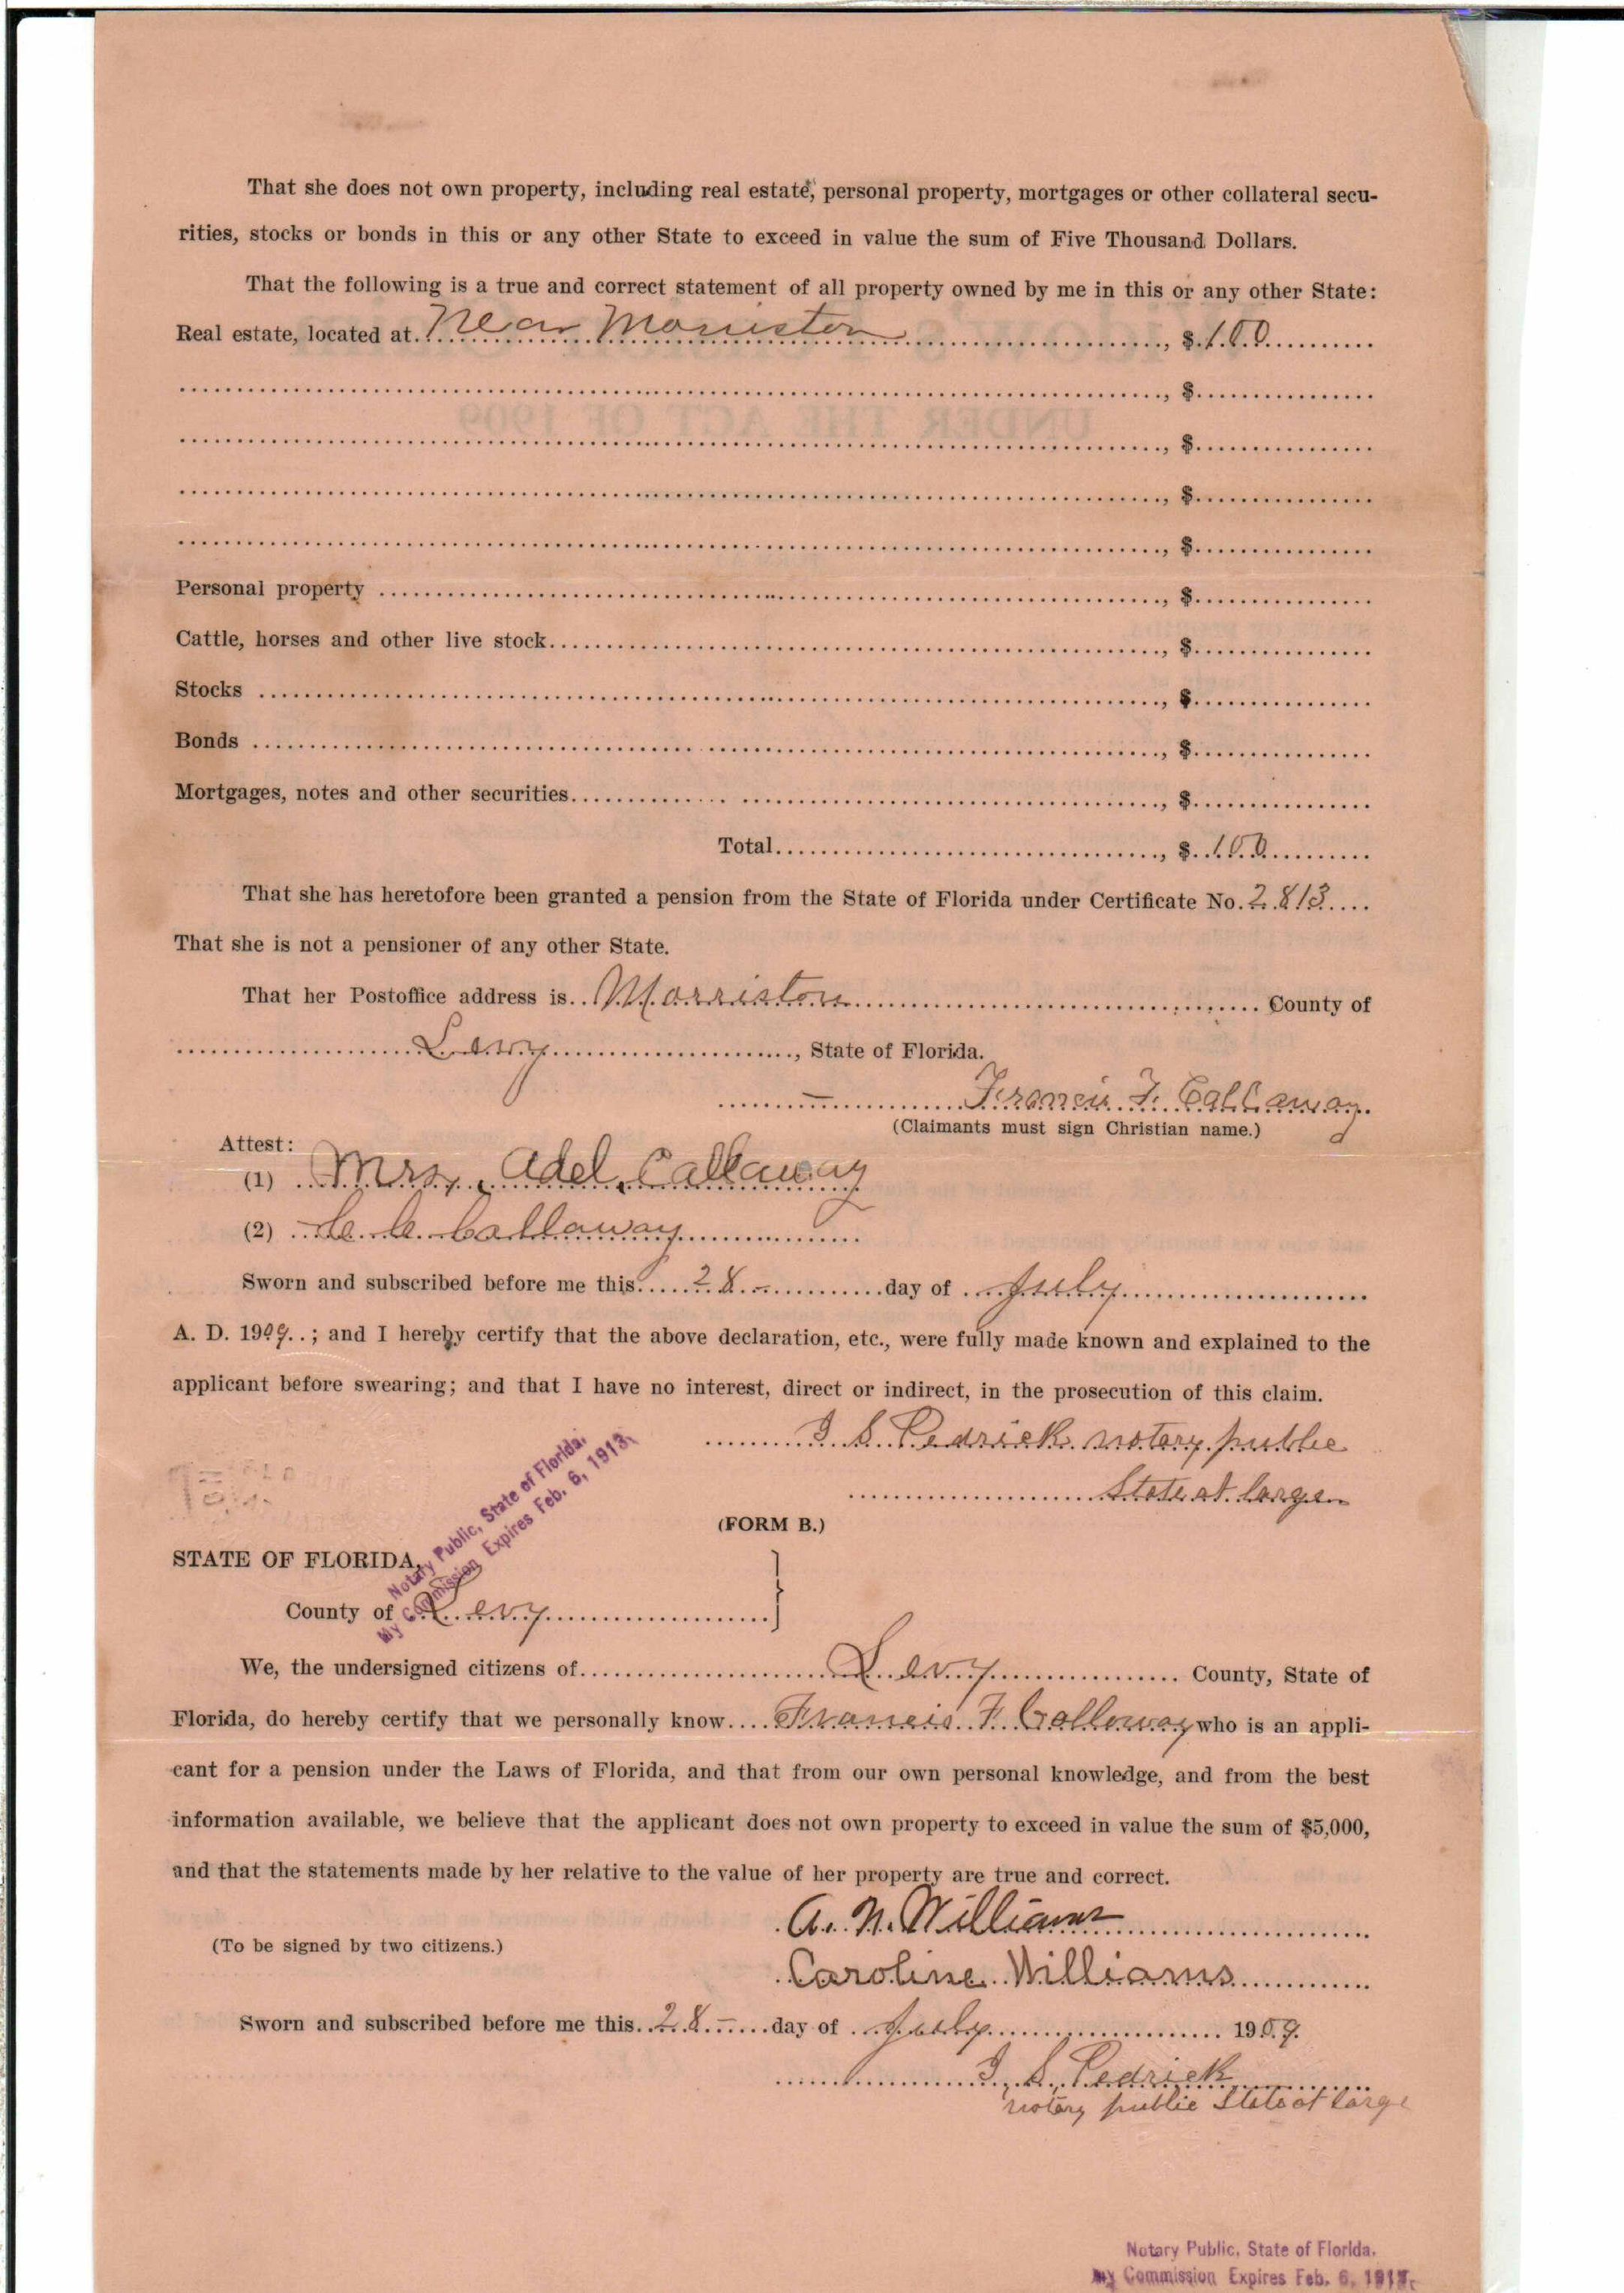 That she does not own property, including real estate, personal property, mortgages or other collateral secu-
rities, stocks or bonds in this or any other State to exceed in value the sum of Five Thousand Dollars.
That the following is a true and correct statement of all property owned by me in this or any other State:
Real estate, located at Near Morriston, $ 100
, $
, $
, $
, $
Personal property, $
Cattle, horses and other live stock, $
Stocks, $
Bonds, $
Mortgages, notes and other securities, $
Total, $ 100
That she has heretofore been granted a pension from the State of Florida under Certificate No. 2813
That she is not a pensioner of any other State.
That her Postoffice address is Morriston County of
Levy, State of Florida.
Francis F. Callaway
(Claimants must sign Christian name.)
Attest:
(1) Mrs, Adel, Callaway
(2) C. C. Callaway
Sworn and subscribed before me this 28 day of July
A. D. 1909; and I hereby certify that the above declaration, etc., were fully made known and explained to the
applicant before swearing; and that I have no interest, direct or indirect, in the prosecution of this claim.
S. Pedrick notary public
State at large
Notary Public, State of Florida,
My Commission Expires Feb. 6, 1913.
(FORM B.)
STATE OF FLORIDA,
County of Levy
We, the undersigned citizens of Levy County, State of
Florida, do hereby certify that we personally know Francis F. Callaway who is an appli-
cant for a pension under the Laws of Florida, and that from our own personal knowledge, and from the best
information available, we believe that the applicant does not own property to exceed in value the sum of $5,000,
and that the statements made by her relative to the value of her property are true and correct.
A. N. Williams
(To be signed by two citizens.)
Caroline Williams
Sworn and subscribed before me this 28 day of July 1909.
S. Pedrick
notary public State at large
Notary Public, State of Florida.
My Commission Expires Feb. 6, 1913.